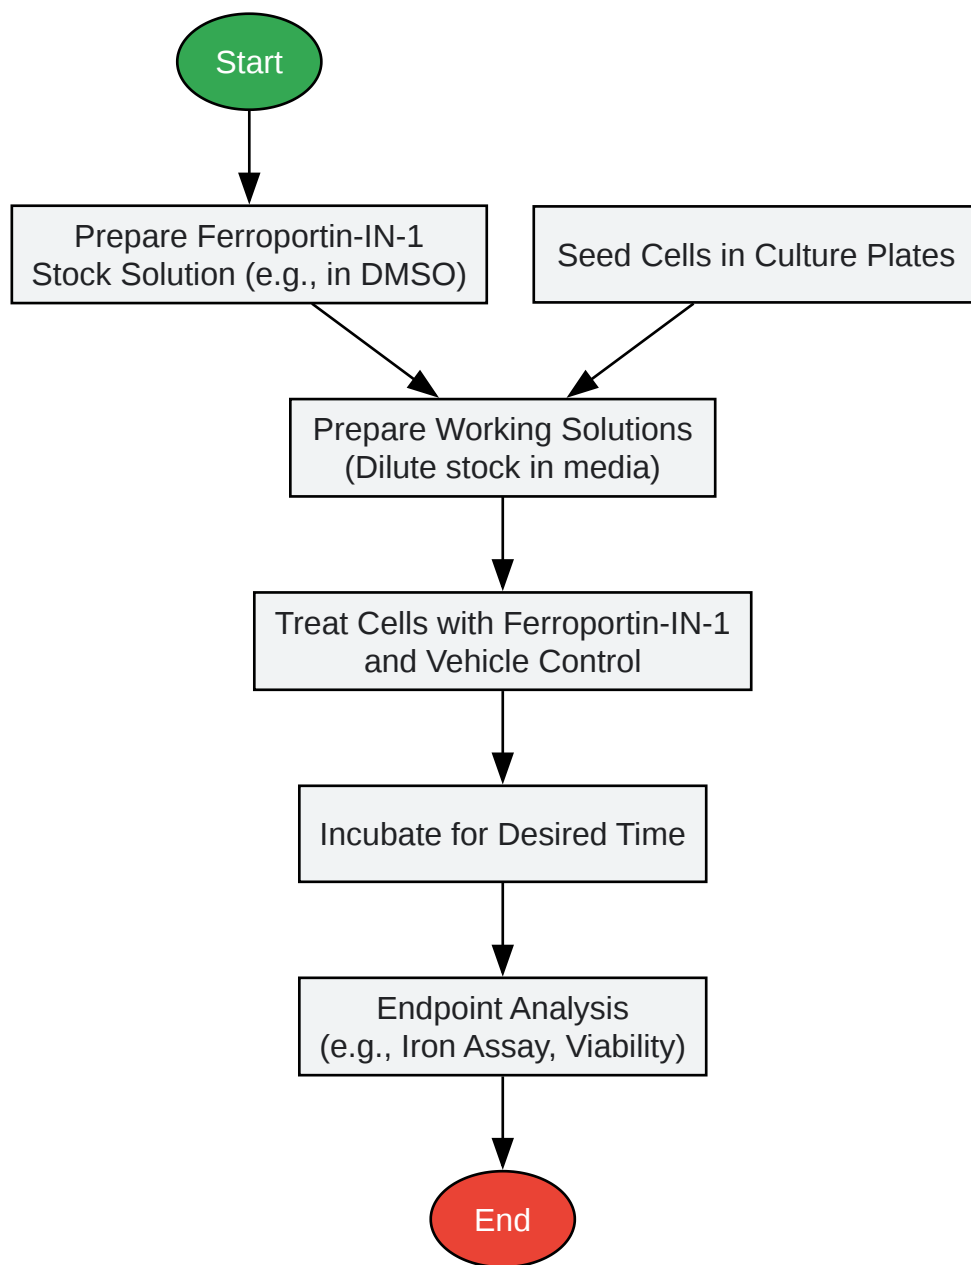 Start
Prepare Ferroportin-IN-1
Stock Solution (e.g., in DMSO)
Seed Cells in Culture Plates
Prepare Working Solutions
(Dilute stock in media)
Treat Cells with Ferroportin-IN-1
and Vehicle Control
Incubate for Desired Time
Endpoint Analysis
(e.g., Iron Assay, Viability)
End